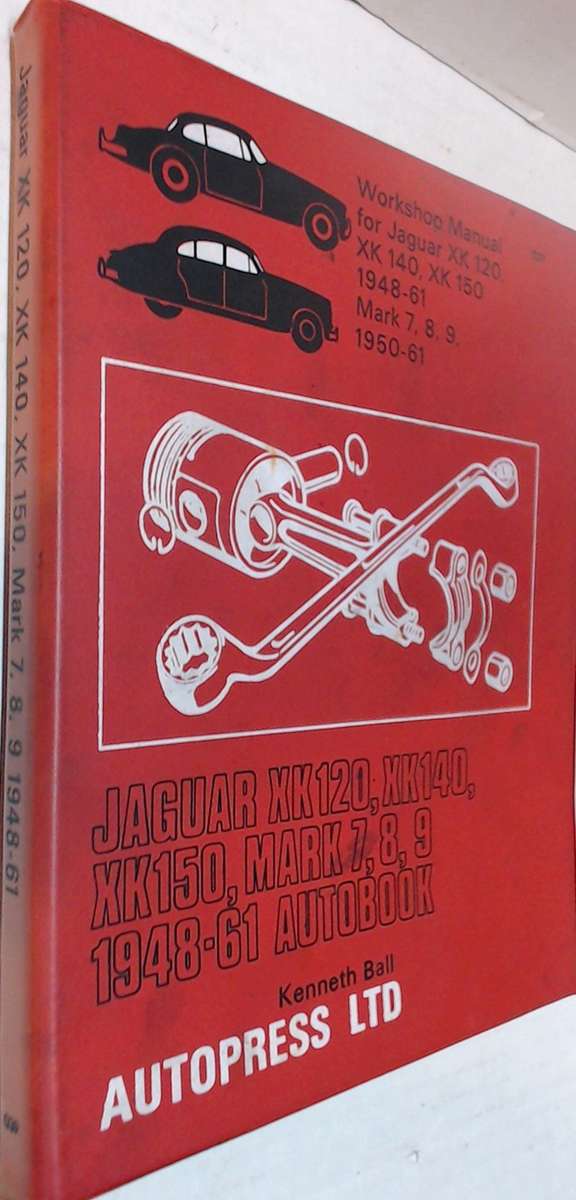 Jaguar XK 120, XK 140, XK 150, Mark 7, 8, 9 1948-61
Workshop Manual
for Jaguar XK 120,
XK 140, XK 150
1948-61
Mark 7, 8, 9.
1950-61
JAGUAR XK120, XK140,
XK150, MARK 7, 8, 9
1948-61 AUTOBOOK
Kenneth Ball
AUTOPRESS LTD